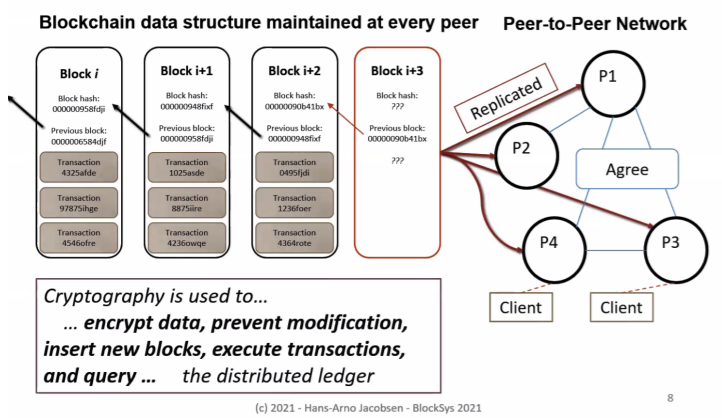 Blockchain data structure maintained at every peer
Peer-to-Peer Network
Block i
Block hash:
000000958fdji
Previous block:
0000006584djf
Transaction
4325afde
Transaction
97875ihge
Transaction
4546ofre
Block i+1
Block hash:
000000948fixf
Previous block:
000000958fdji
Transaction
1025asde
Transaction
8875iire
Transaction
4236owqe
Block i+2
Block hash:
00000090b41bx
Previous block:
000000948fixf
Transaction
0495fjdi
Transaction
1236foer
Transaction
4364rote
Block i+3
Block hash:
???
Previous block:
00000090b41bx
???
Replicated
P1
P2
Agree
P4
P3
Client
Client
Cryptography is used to…
… encrypt data, prevent modification,
insert new blocks, execute transactions,
and query … the distributed ledger
(c) 2021 - Hans-Arno Jacobsen - BlockSys 2021
8